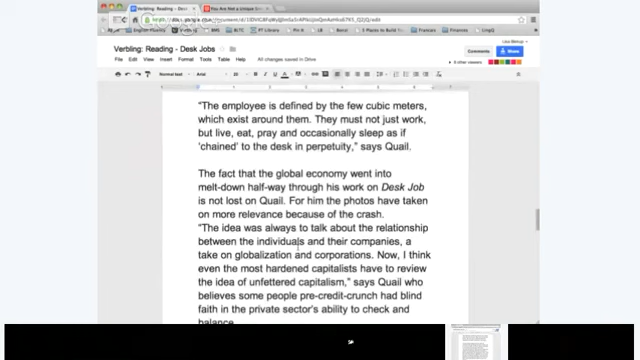 Verbling: Reading - Desk Jobs
File Edit View Insert Format Tools Table Help All changes saved in Drive
Comments Share
Normal text Arial
"The employee is defined by the few cubic meters,
which exist around them. They must not just work,
but live, eat, pray and occasionally sleep as if
'chained' to the desk in perpetuity," says Quail.
The fact that the global economy went into
melt-down half-way through his work on Desk Job
is not lost on Quail. For him the photos have taken
on more relevance because of the crash.
"The idea was always to talk about the relationship
between the individuals and their companies, a
take on globalization and corporations. Now, I think
even the most hardened capitalists have to review
the idea of unfettered capitalism," says Quail who
believes some people pre-credit-crunch had blind
faith in the private sector's ability to check and
balance